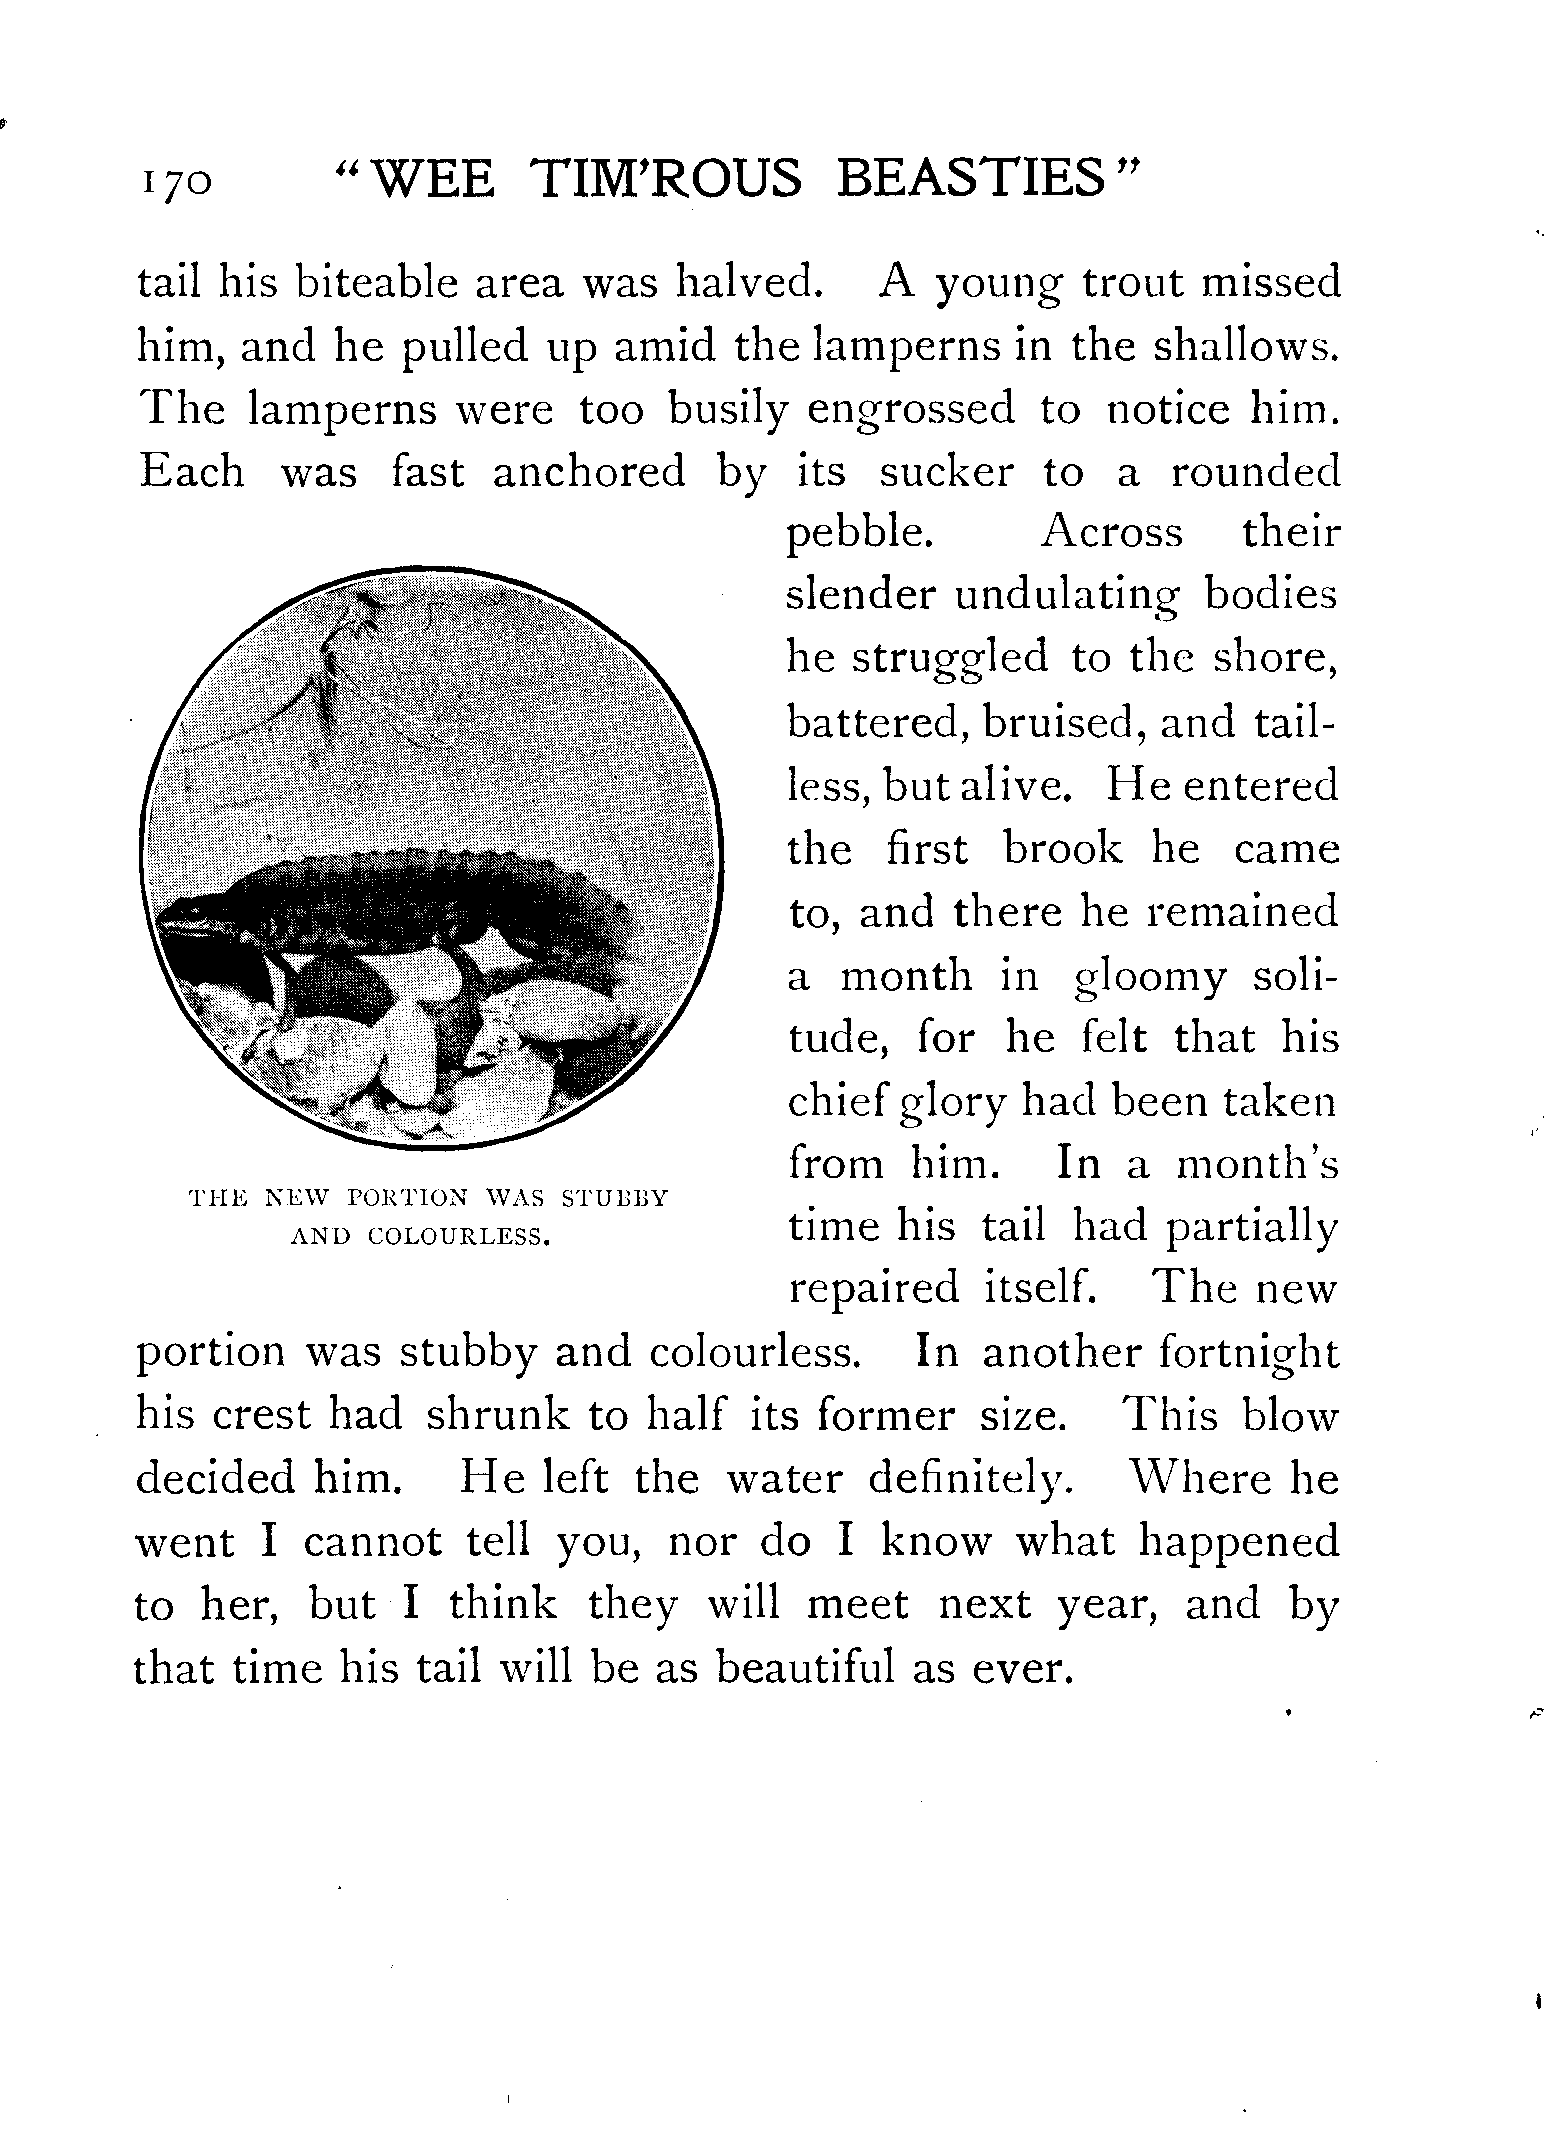 170 "WEE TIM'ROUS BEASTIES"
tail his biteable area was halved. A young trout missed
him, and he pulled up amid the lamperns in the shallows.
The lamperns were too busily engrossed to notice him.
Each was fast anchored by its sucker to a rounded
pebble. Across their
slender undulating bodies
he struggled to the shore,
battered, bruised, and tail-
less, but alive. He entered
the first brook he came
to, and there he remained
a month in gloomy soli-
tude, for he felt that his
chief glory had been taken
from him. In a month's
time his tail had partially
repaired itself. The new
THE NEW PORTION WAS STUBBY
AND COLOURLESS.
portion was stubby and colourless. In another fortnight
his crest had shrunk to half its former size. This blow
decided him. He left the water definitely. Where he
went I cannot tell you, nor do I know what happened
to her, but I think they will meet next year, and by
that time his tail will be as beautiful as ever.